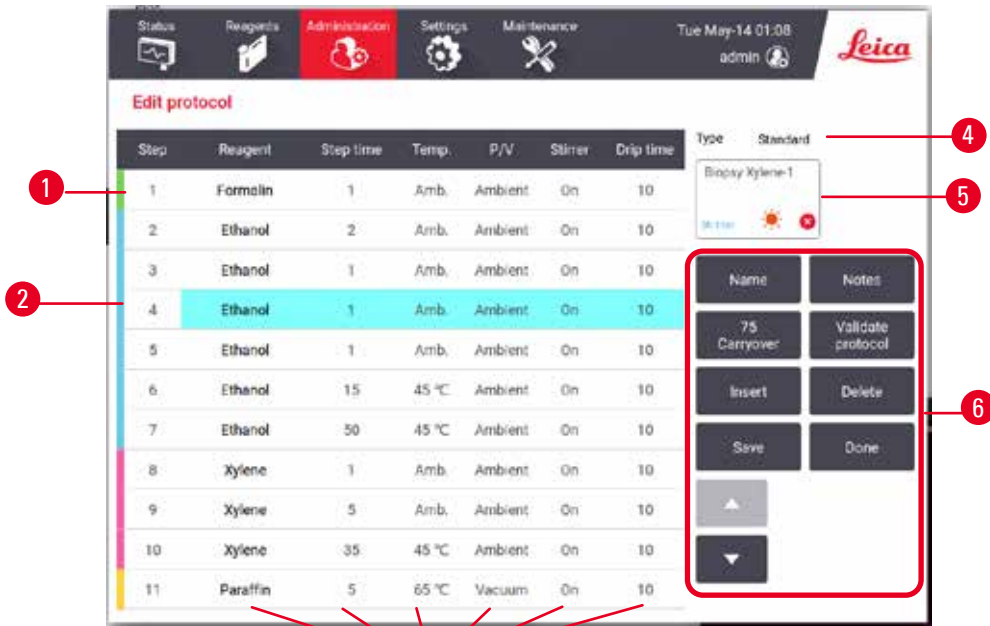 Status Reagents Administration Settings Maintenance
Tue May-14 01:08
admin
Leica
Edit protocol
Step Reagent Step time Temp. P/V Stirrer Drip time
1 Formalin 1 Amb. Ambient On 10
2 Ethanol 2 Amb. Ambient On 10
3 Ethanol 1 Amb. Ambient On 10
4 Ethanol 1 Amb. Ambient On 10
5 Ethanol 1 Amb. Ambient On 10
6 Ethanol 15 45 °C Ambient On 10
7 Ethanol 50 45 °C Ambient On 10
8 Xylene 1 Amb. Ambient On 10
9 Xylene 5 Amb. Ambient On 10
10 Xylene 35 45 °C Ambient On 10
11 Paraffin 5 65 °C Vacuum On 10
Type Standard
Biopsy Xylene-1
Name Notes
75
Carryover
Validate
protocol
Insert Delete
Save Done
1
2
4
5
6